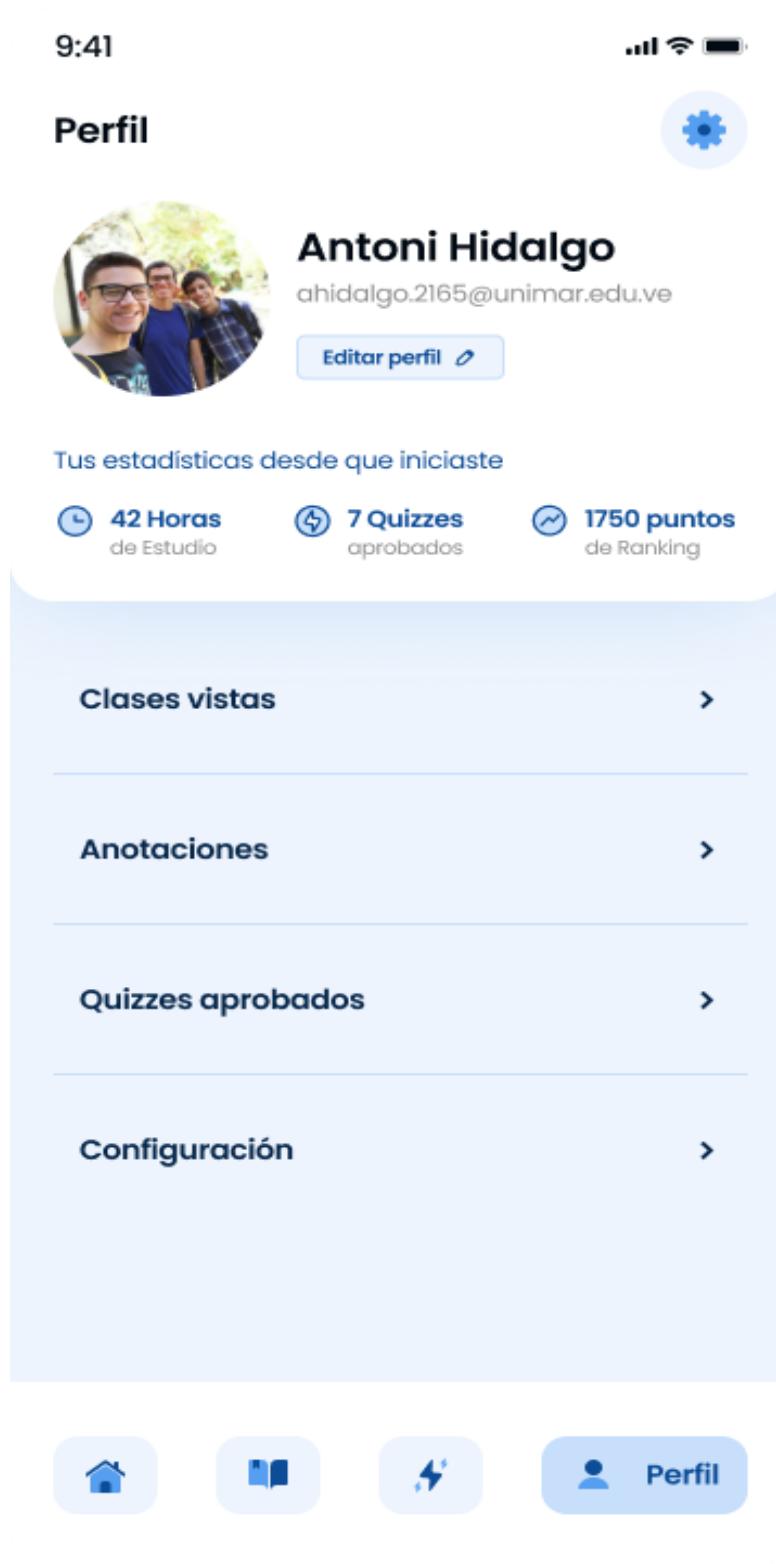 9:41
Perfil
Antoni Hidalgo
ahidalgo.2165@unimar.edu.ve
Editar perfil
Tus estadísticas desde que iniciaste
42 Horas
de Estudio
7 Quizzes
aprobados
1750 puntos
de Ranking
Clases vistas
Anotaciones
Quizzes aprobados
Configuración
Perfil